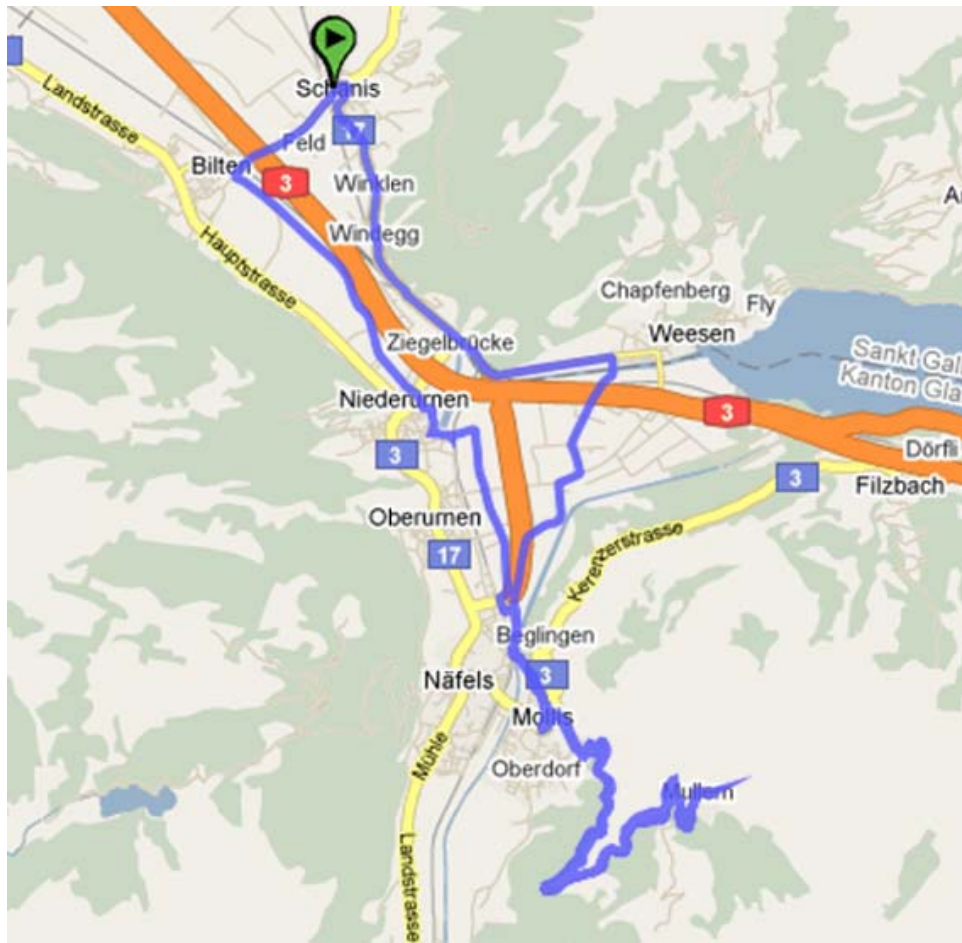 Schänis
Landstrasse
17
Feld
Bilten
3
Winklen
Windegg
Hauptstrasse
Chapfenberg
Fly
Weesen
Ziegelbrücke
Sankt Gal
Kanton Gla
Niederurnen
3
3
Dörfli
3
Filzbach
Oberurnen
17
Kerenzerstrasse
Beglingen
Näfels
3
Mollis
Mühle
Oberdorf
Mullern
Landstrasse